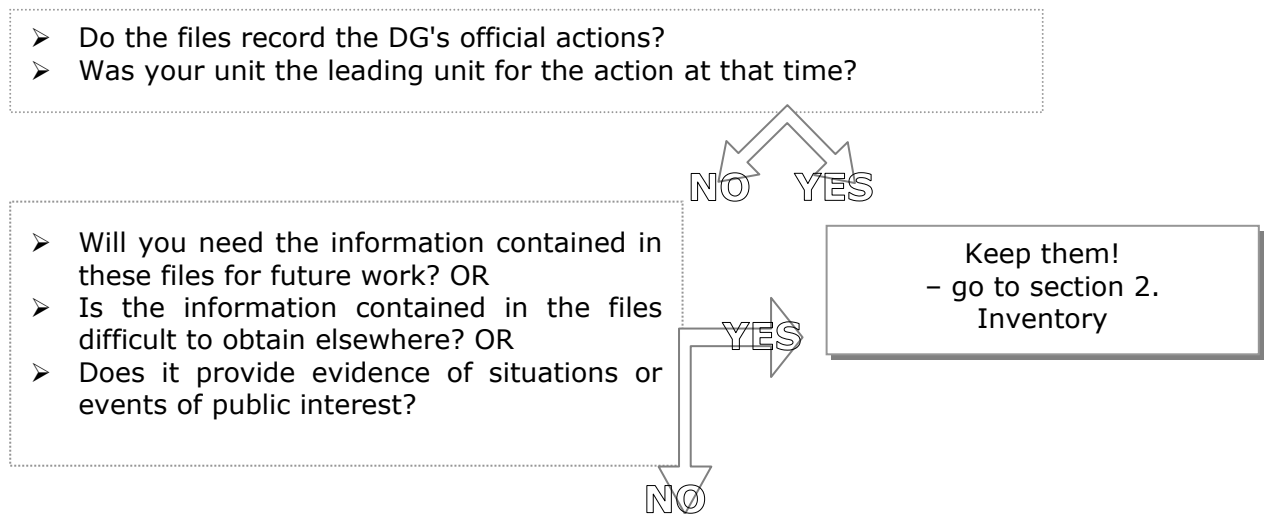 ➢ Do the files record the DG's official actions?
➢ Was your unit the leading unit for the action at that time?
NO YES
➢ Will you need the information contained in
these files for future work? OR
➢ Is the information contained in the files
difficult to obtain elsewhere? OR
➢ Does it provide evidence of situations or
events of public interest?
YES
Keep them!
– go to section 2.
Inventory
NO